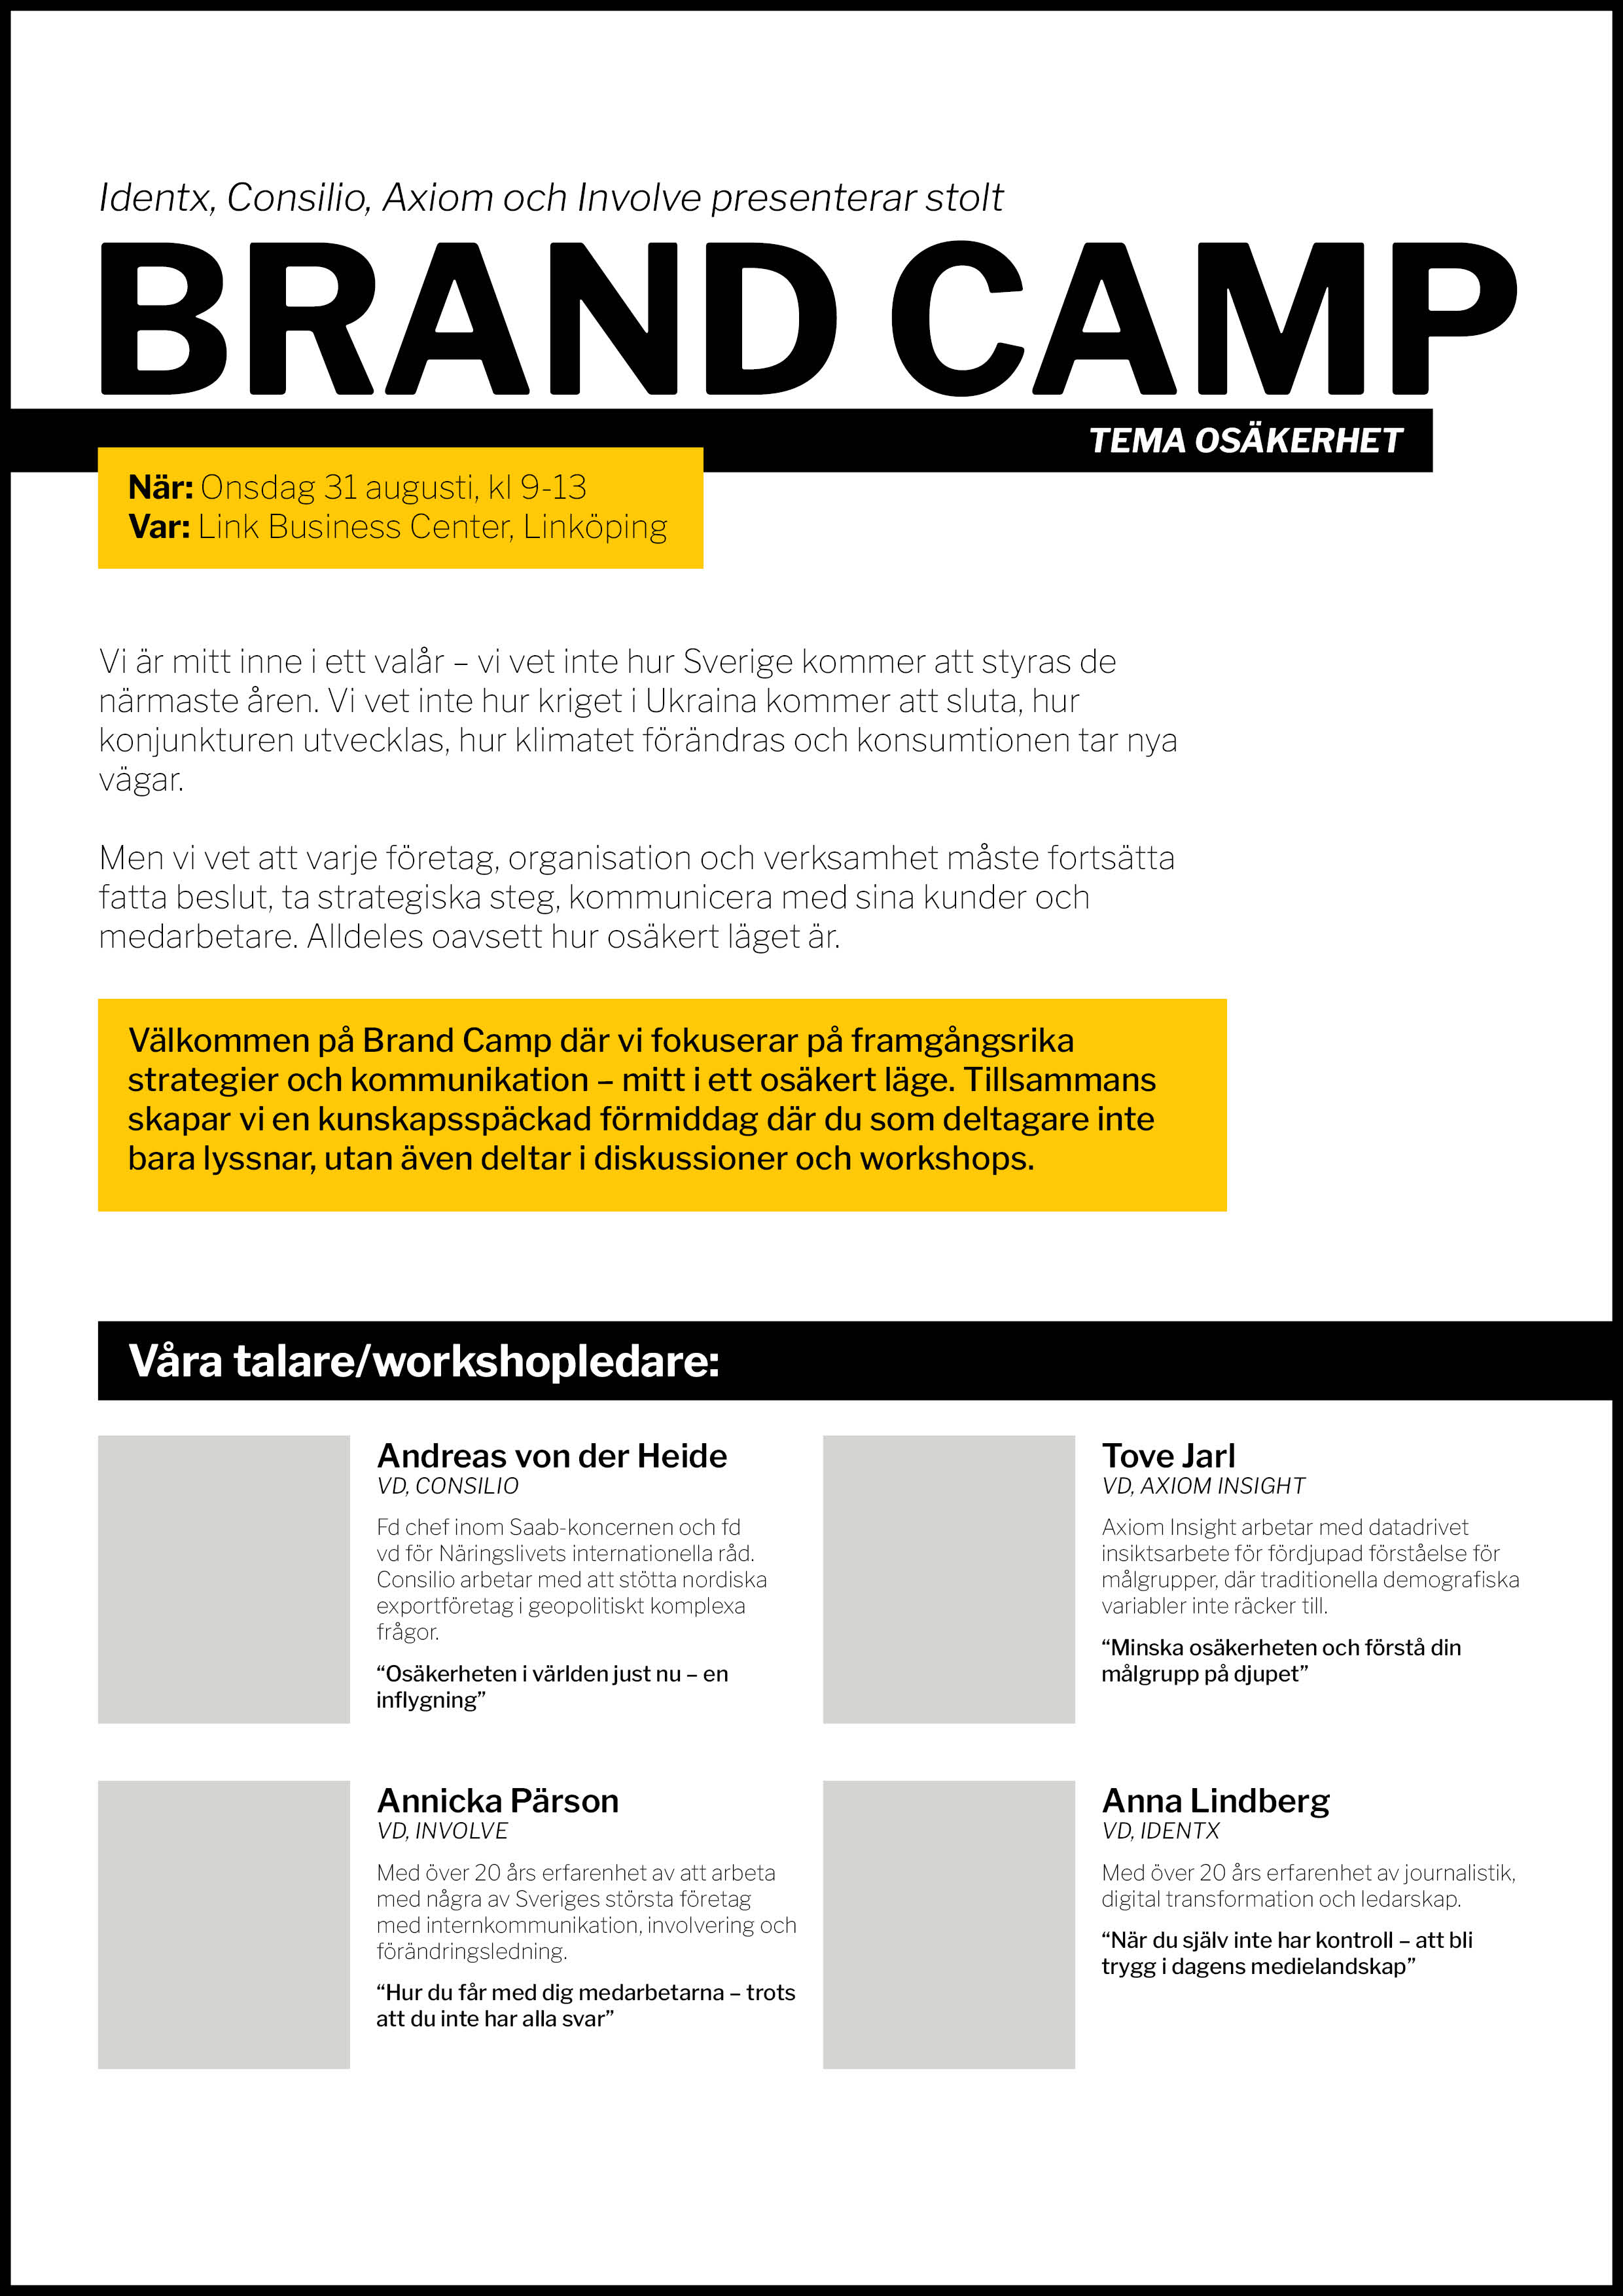 Identx, Consilio, Axiom och Involve presenterar stolt
BRAND CAMP
TEMA OSÄKERHET
När: Onsdag 31 augusti, kl 9-13
Var: Link Business Center, Linköping
Vi är mitt inne i ett valår – vi vet inte hur Sverige kommer att styras de
närmaste åren. Vi vet inte hur kriget i Ukraina kommer att sluta, hur
konjunkturen utvecklas, hur klimatet förändras och konsumtionen tar nya
vägar.
Men vi vet att varje företag, organisation och verksamhet måste fortsätta
fatta beslut, ta strategiska steg, kommunicera med sina kunder och
medarbetare. Alldeles oavsett hur osäkert läget är.
Välkommen på Brand Camp där vi fokuserar på framgångsrika
strategier och kommunikation – mitt i ett osäkert läge. Tillsammans
skapar vi en kunskapsspäckad förmiddag där du som deltagare inte
bara lyssnar, utan även deltar i diskussioner och workshops.
Våra talare/workshopledare:
Andreas von der Heide
VD, CONSILIO
Fd chef inom Saab-koncernen och fd
vd för Näringslivets internationella råd.
Consilio arbetar med att stötta nordiska
exportföretag i geopolitiskt komplexa
frågor.
“Osäkerheten i världen just nu – en
inflygning”
Tove Jarl
VD, AXIOM INSIGHT
Axiom Insight arbetar med datadrivet
insiktsarbete för fördjupad förståelse för
målgrupper, där traditionella demografiska
variabler inte räcker till.
“Minska osäkerheten och förstå din
målgrupp på djupet”
Annicka Pärson
VD, INVOLVE
Med över 20 års erfarenhet av att arbeta
med några av Sveriges största företag
med internkommunikation, involvering och
förändringsledning.
“Hur du får med dig medarbetarna – trots
att du inte har alla svar”
Anna Lindberg
VD, IDENTX
Med över 20 års erfarenhet av journalistik,
digital transformation och ledarskap.
“När du själv inte har kontroll – att bli
trygg i dagens medielandskap”